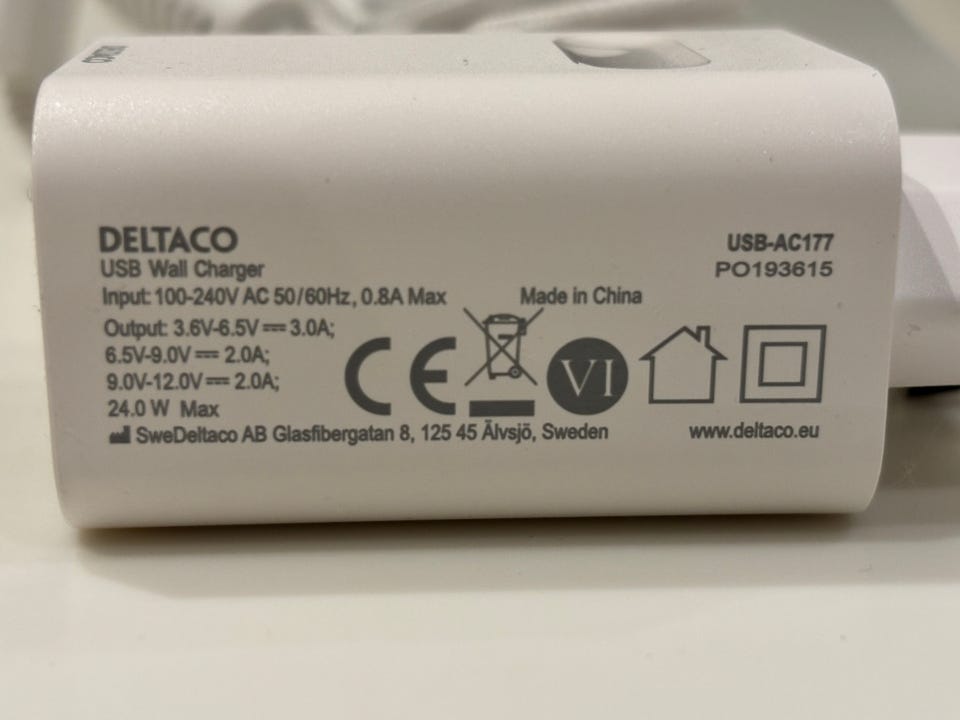 DELTACO
DELTACO
USB Wall Charger
USB-AC177
PO193615
Input: 100-240V AC 50/60Hz, 0.8A Max
Made in China
Output: 3.6V-6.5V ⎓ 3.0A;
6.5V-9.0V ⎓ 2.0A;
9.0V-12.0V ⎓ 2.0A;
24.0 W Max
CE
VI
SweDeltaco AB Glasfibergatan 8, 125 45 Älvsjö, Sweden
www.deltaco.eu